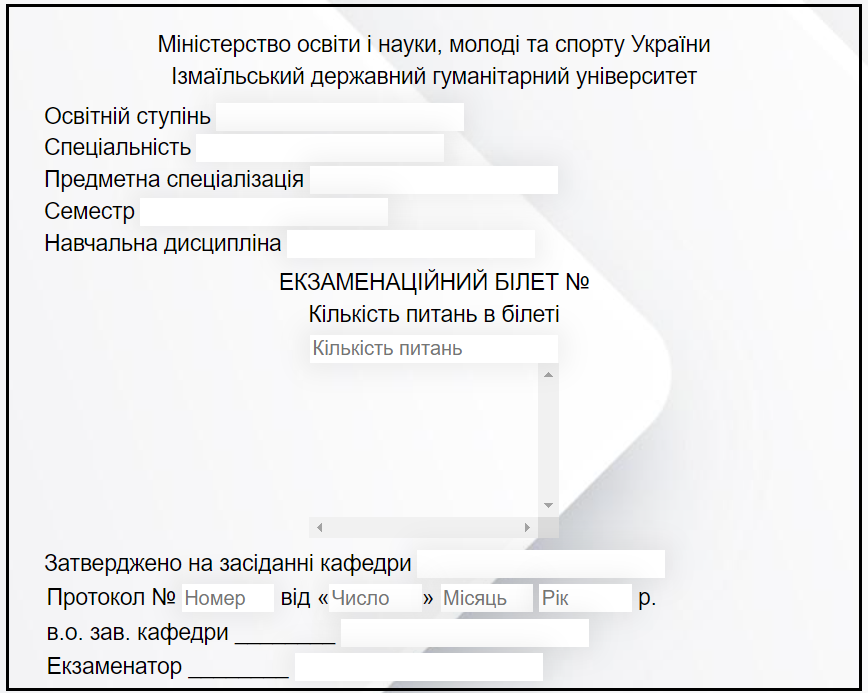 Міністерство освіти і науки, молоді та спорту України
Ізмаїльський державний гуманітарний університет
Освітній ступінь
Спеціальність
Предметна спеціалізація
Семестр
Навчальна дисципліна
ЕКЗАМЕНАЦІЙНИЙ БІЛЕТ №
Кількість питань в білеті
Кількість питань
Затверджено на засіданні кафедри
Протокол № Номер від «Число» Місяць Рік р.
в.о. зав. кафедри ________
Екзаменатор ________